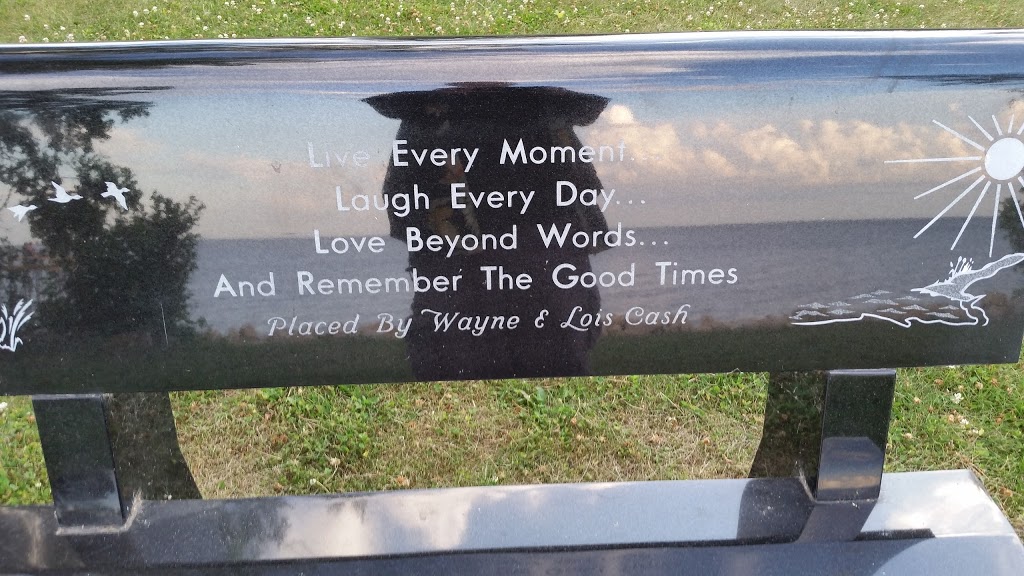 Live Every Moment...
Laugh Every Day...
Love Beyond Words...
And Remember The Good Times
Placed By Wayne & Lois Cash